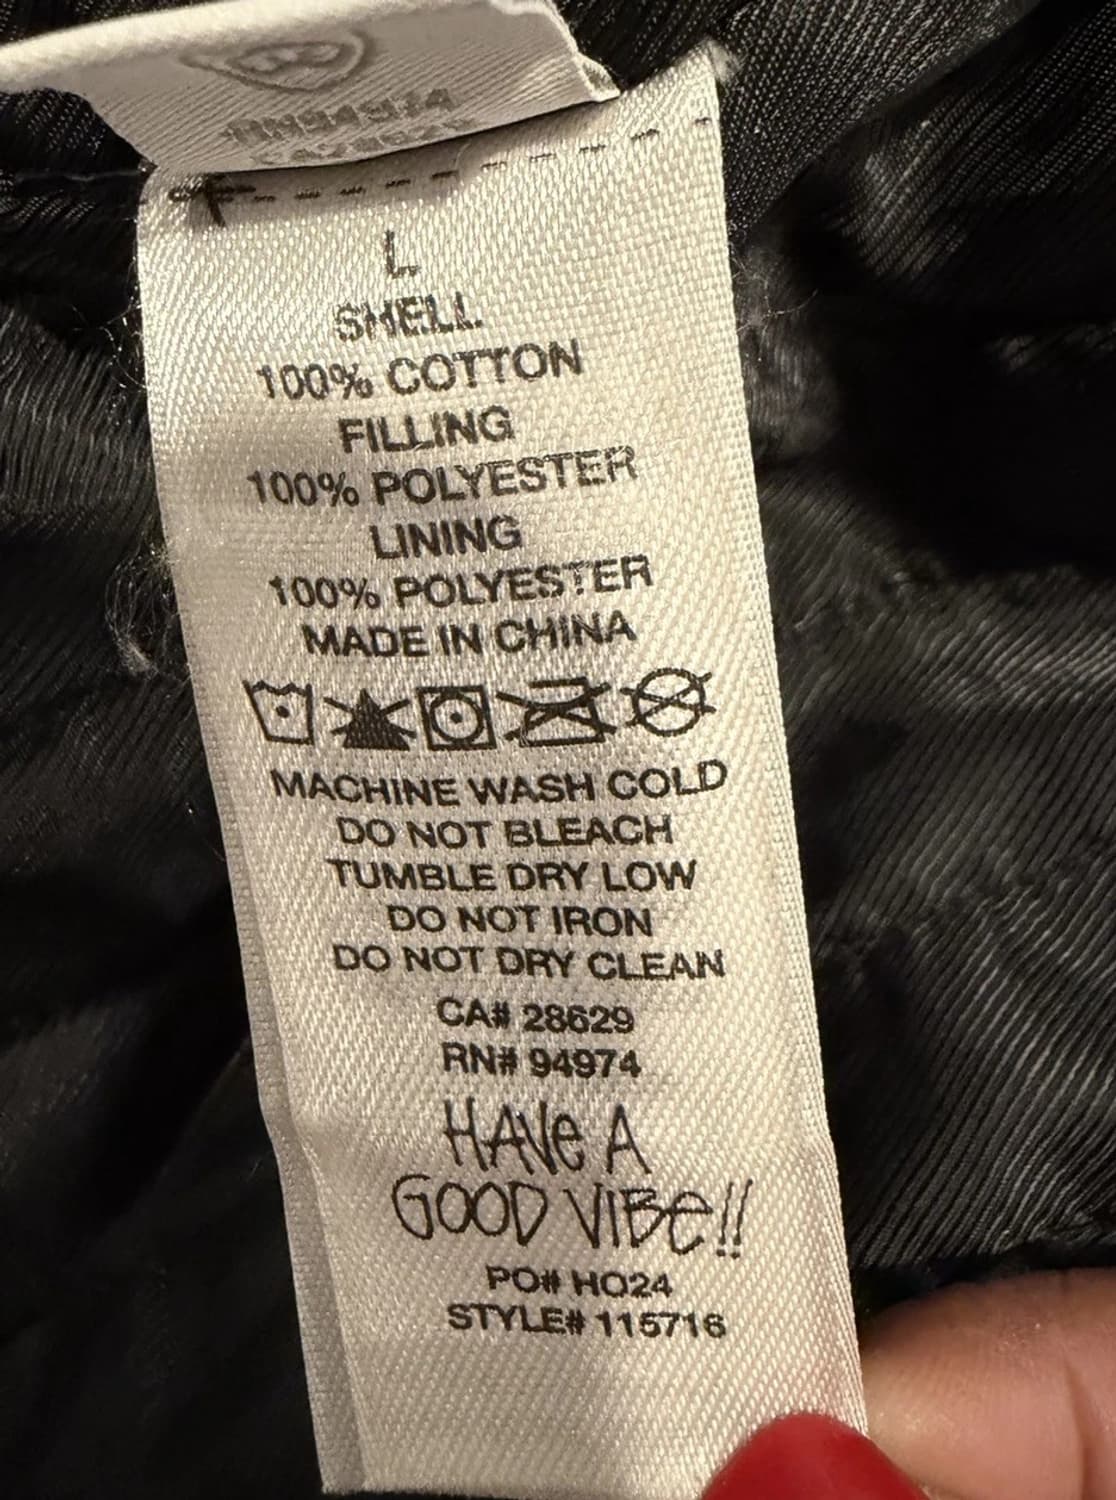 L
SHELL
100% COTTON
FILLING
100% POLYESTER
LINING
100% POLYESTER
MADE IN CHINA
MACHINE WASH COLD
DO NOT BLEACH
TUMBLE DRY LOW
DO NOT IRON
DO NOT DRY CLEAN
CA# 28629
RN# 94974
HAVe A
GOOD VIBe!!
PO# HO24
STYLE# 115716